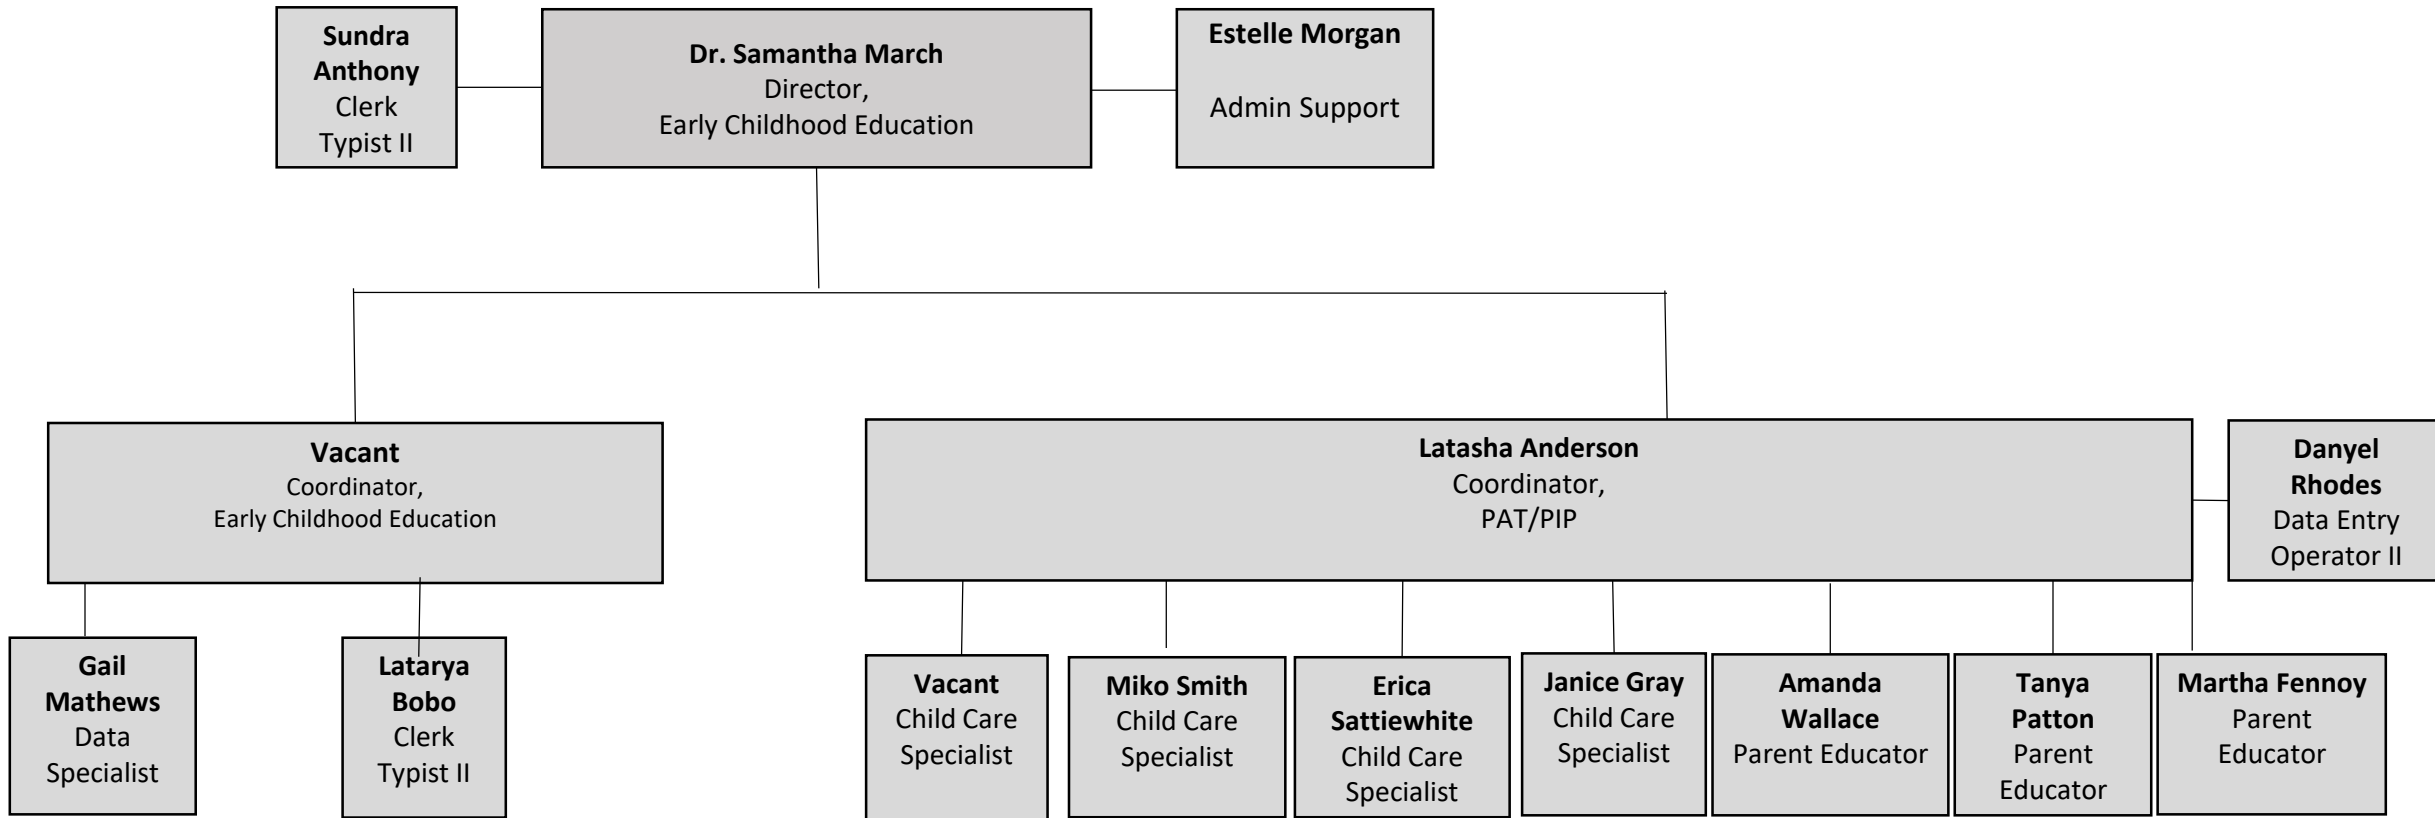 Sundra
Anthony
Clerk
Typist II
Dr. Samantha March
Director,
Early Childhood Education
Estelle Morgan
Admin Support
Vacant
Coordinator,
Early Childhood Education
Latasha Anderson
Coordinator,
PAT/PIP
Danyel
Rhodes
Data Entry
Operator II
Gail
Mathews
Data
Specialist
Latarya
Bobo
Clerk
Typist II
Vacant
Child Care
Specialist
Miko Smith
Child Care
Specialist
Erica
Sattiewhite
Child Care
Specialist
Janice Gray
Child Care
Specialist
Amanda
Wallace
Parent Educator
Tanya
Patton
Parent
Educator
Martha Fennoy
Parent
Educator